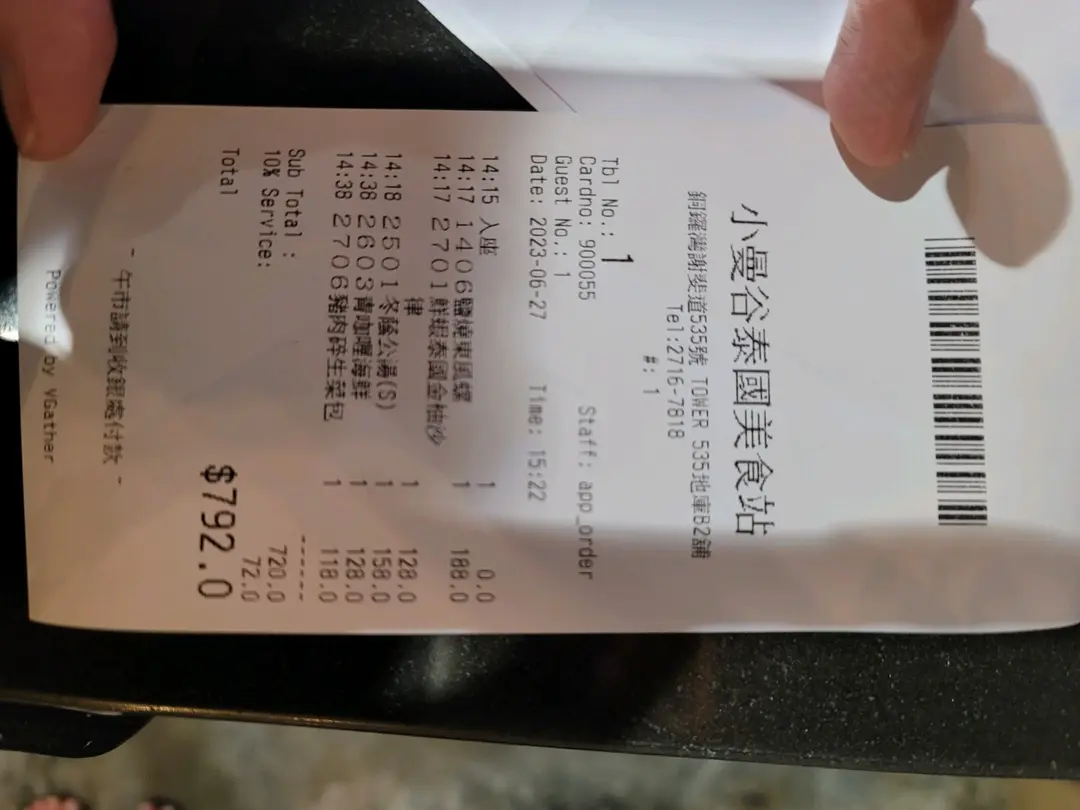 小曼谷泰國美食站
銅鑼灣謝斐道535號 TOWER 535地庫B2舖
Tel:2716-7818
#: 1
Tbl No.: 1
Cardno: 900055 Staff: app_order
Guest No.: 1
Date: 2023-06-27 Time: 15:22
14:15 入座 1 0.0
14:17 1406鹽燒東風螺 1 188.0
14:17 2701鮮蝦泰國金柚沙律 1 128.0
14:18 2501冬蔭公湯(S) 1 158.0
14:38 2603青咖喱海鮮 1 128.0
14:38 2706豬肉碎生菜包 1 118.0
-----
Sub Total : 720.0
10% Service: 72.0
Total $792.0
- 午市請到收銀處付款 -
Powered by VGather